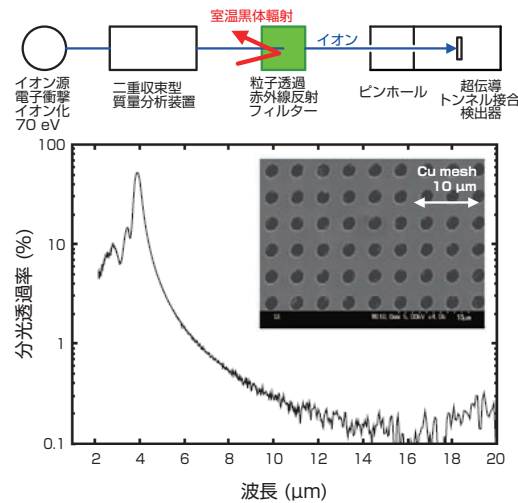 室温黒体輻射
イオン
イオン源
電子衝撃
イオン化
70 eV
二重収束型
質量分析装置
粒子透過
赤外線反射
フィルター
ピンホール
超伝導
トンネル接合
検出器
100
10
1
0.1
分光透過率 (%)
Cu mesh
10 µm
2 4 6 8 10 12 14 16 18 20
波長 (µm)